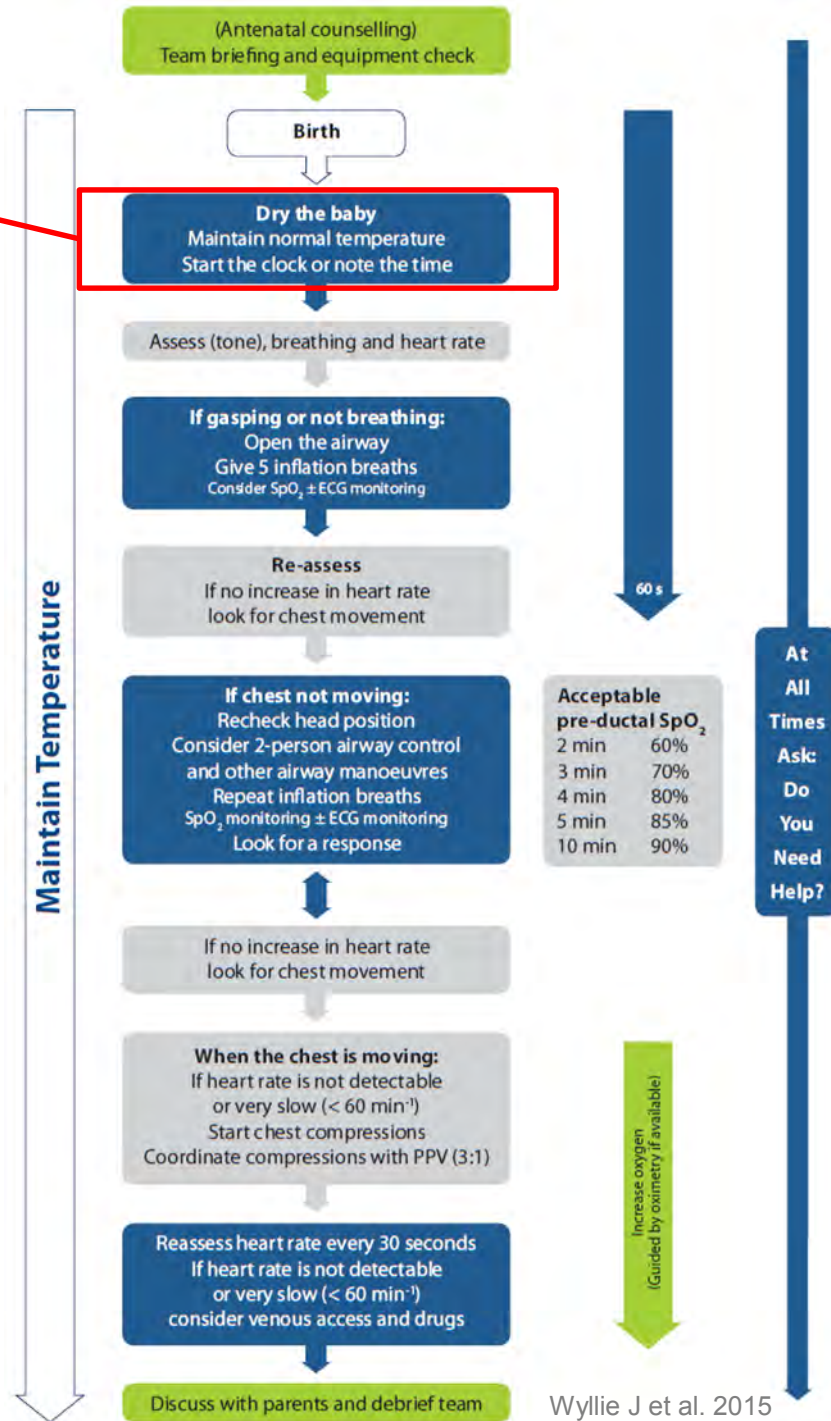 (Antenatal counselling)
Team briefing and equipment check
Birth
Dry the baby
Maintain normal temperature
Start the clock or note the time
Assess (tone), breathing and heart rate
If gasping or not breathing:
Open the airway
Give 5 inflation breaths
Consider SpO₂ ± ECG monitoring
Re-assess
If no increase in heart rate
look for chest movement
If chest not moving:
Recheck head position
Consider 2-person airway control
and other airway manoeuvres
Repeat inflation breaths
SpO₂ monitoring ± ECG monitoring
Look for a response
If no increase in heart rate
look for chest movement
When the chest is moving:
If heart rate is not detectable
or very slow (< 60 min⁻¹)
Start chest compressions
Coordinate compressions with PPV (3:1)
Reassess heart rate every 30 seconds
If heart rate is not detectable
or very slow (< 60 min⁻¹)
consider venous access and drugs
Discuss with parents and debrief team
Maintain Temperature
60 s
Acceptable
pre-ductal SpO₂
2 min 60%
3 min 70%
4 min 80%
5 min 85%
10 min 90%
Increase oxygen
(Guided by oximetry if available)
At
All
Times
Ask:
Do
You
Need
Help?
Wyllie J et al. 2015